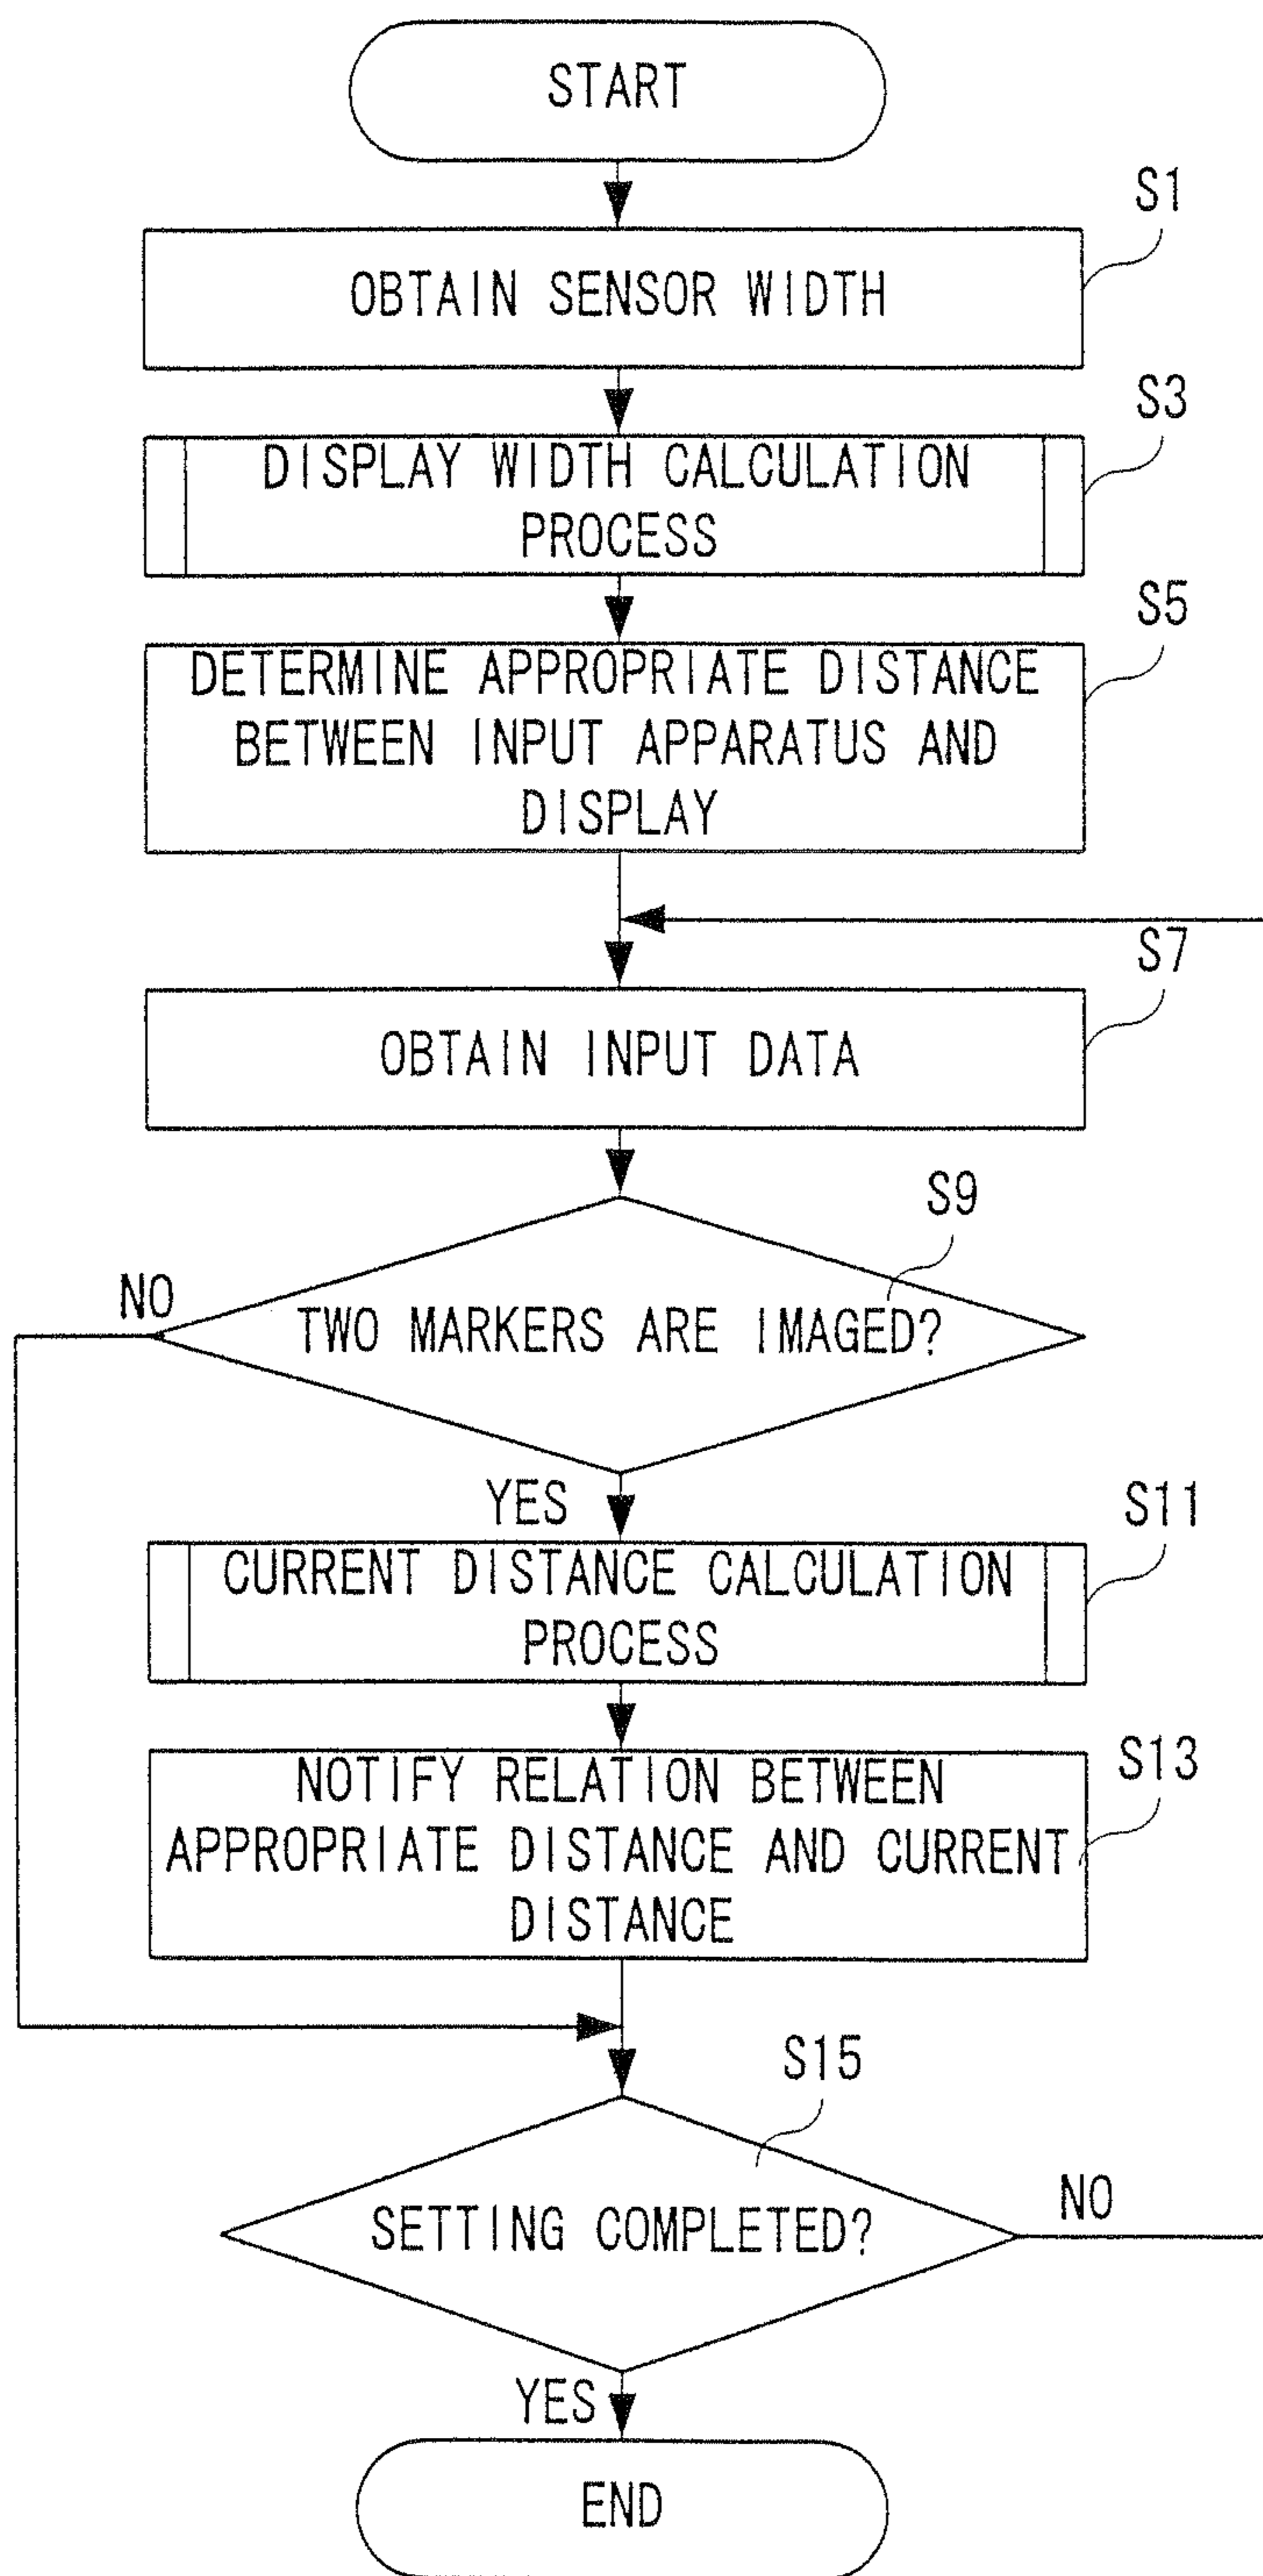 START
S1
OBTAIN SENSOR WIDTH
S3
DISPLAY WIDTH CALCULATION
PROCESS
S5
DETERMINE APPROPRIATE DISTANCE
BETWEEN INPUT APPARATUS AND
DISPLAY
S7
OBTAIN INPUT DATA
S9
NO
TWO MARKERS ARE IMAGED?
YES
S11
CURRENT DISTANCE CALCULATION
PROCESS
S13
NOTIFY RELATION BETWEEN
APPROPRIATE DISTANCE AND CURRENT
DISTANCE
S15
NO
SETTING COMPLETED?
YES
END